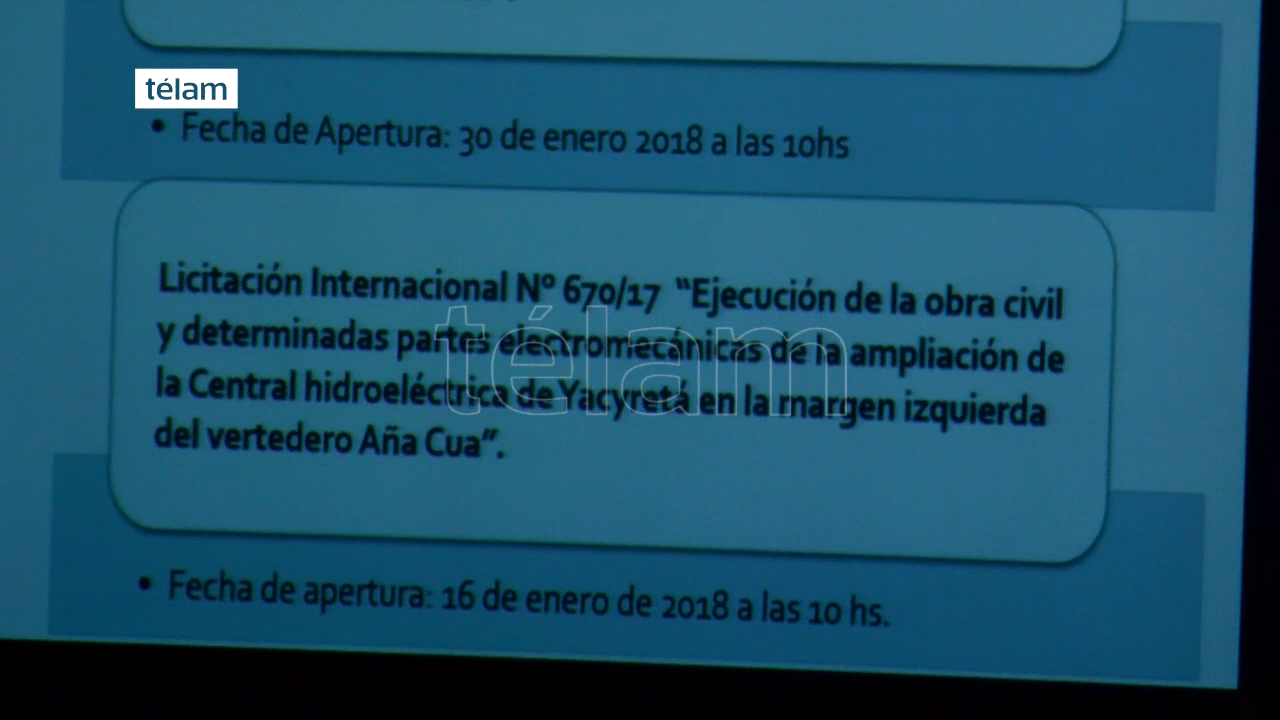 télam
• Fecha de Apertura: 30 de enero 2018 a las 10hs
Licitación Internacional Nº 670/17 “Ejecución de la obra civil
y determinadas partes electromecánicas de la ampliación de
la Central hidroeléctrica de Yacyretá en la margen izquierda
del vertedero Aña Cua”.
télam
• Fecha de apertura: 16 de enero de 2018 a las 10 hs.